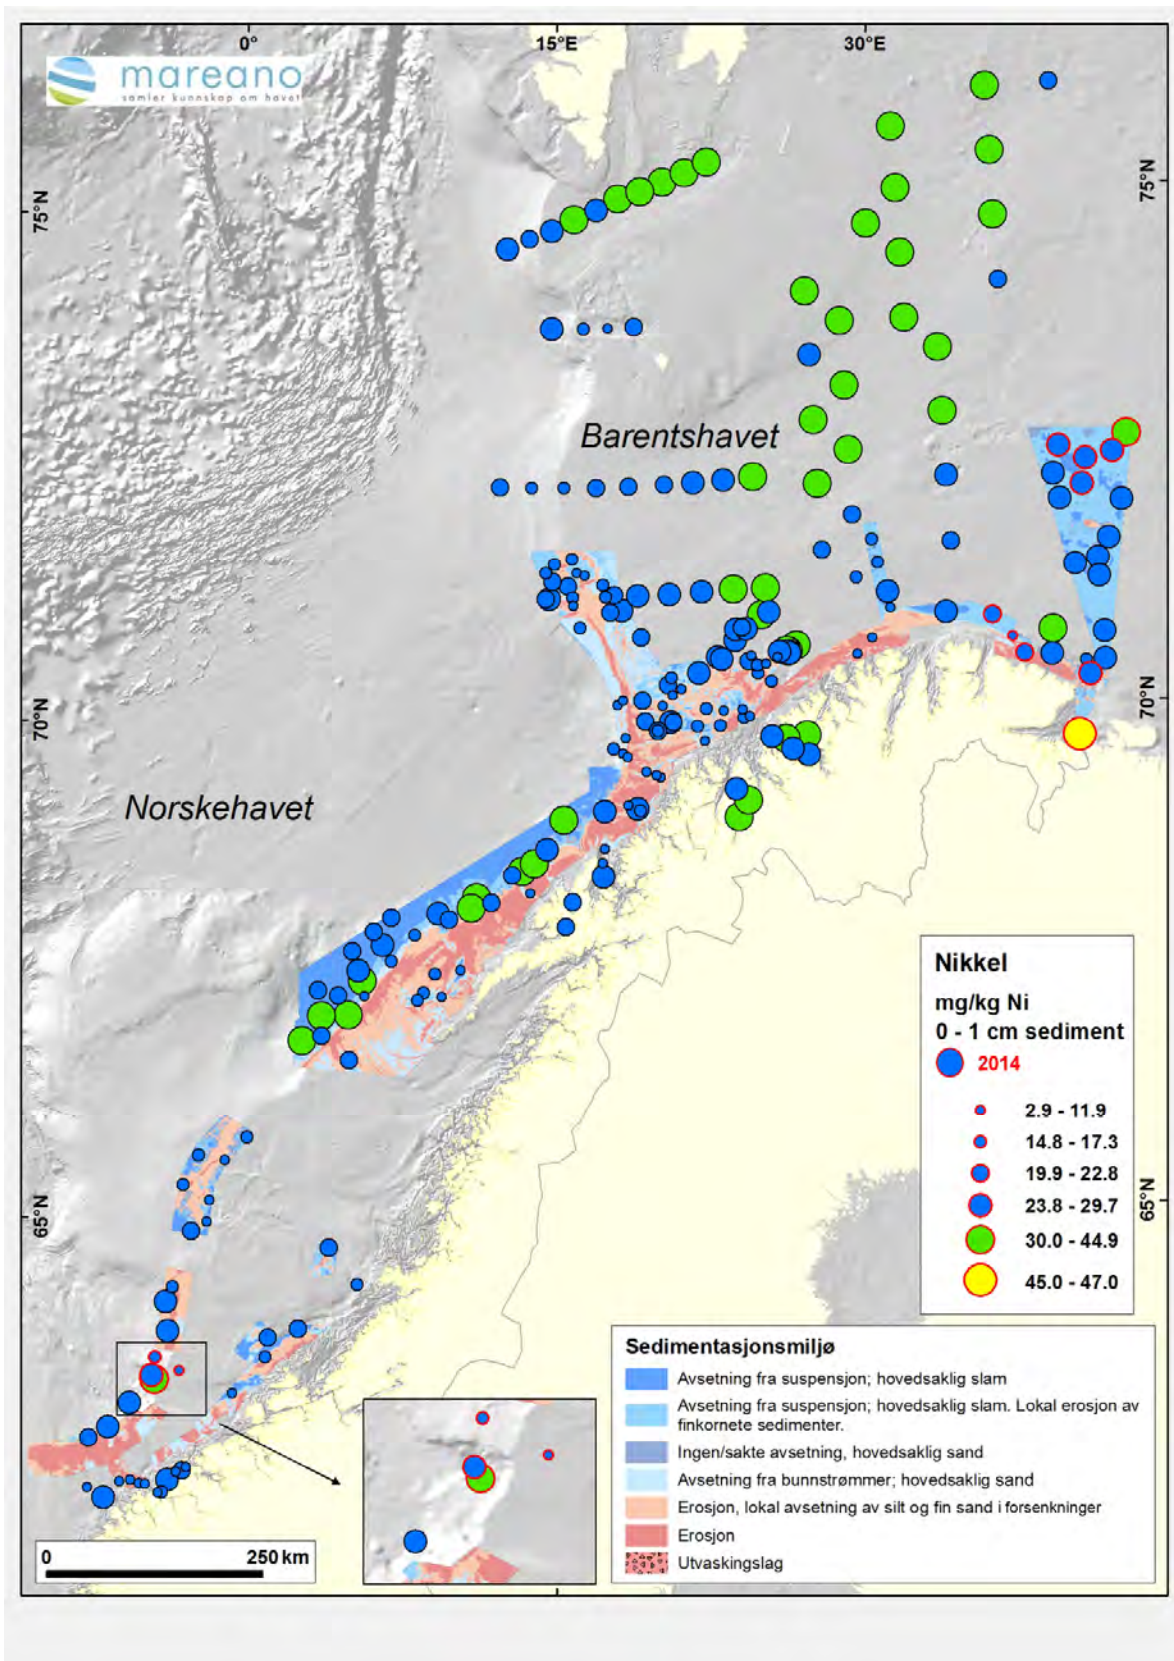 0°
15°E
30°E
mareano
samler kunnskap om havet
75°N
75°N
Barentshavet
70°N
70°N
Norskehavet
Nikkel
mg/kg Ni
0 - 1 cm sediment
2014
2.9 - 11.9
14.8 - 17.3
19.9 - 22.8
23.8 - 29.7
30.0 - 44.9
45.0 - 47.0
65°N
65°N
Sedimentasjonsmiljø
Avsetning fra suspensjon; hovedsaklig slam
Avsetning fra suspensjon; hovedsaklig slam. Lokal erosjon av
finkornete sedimenter.
Ingen/sakte avsetning, hovedsaklig sand
Avsetning fra bunnstrømmer; hovedsaklig sand
Erosjon, lokal avsetning av silt og fin sand i forsenkninger
Erosjon
Utvaskingslag
0
250 km